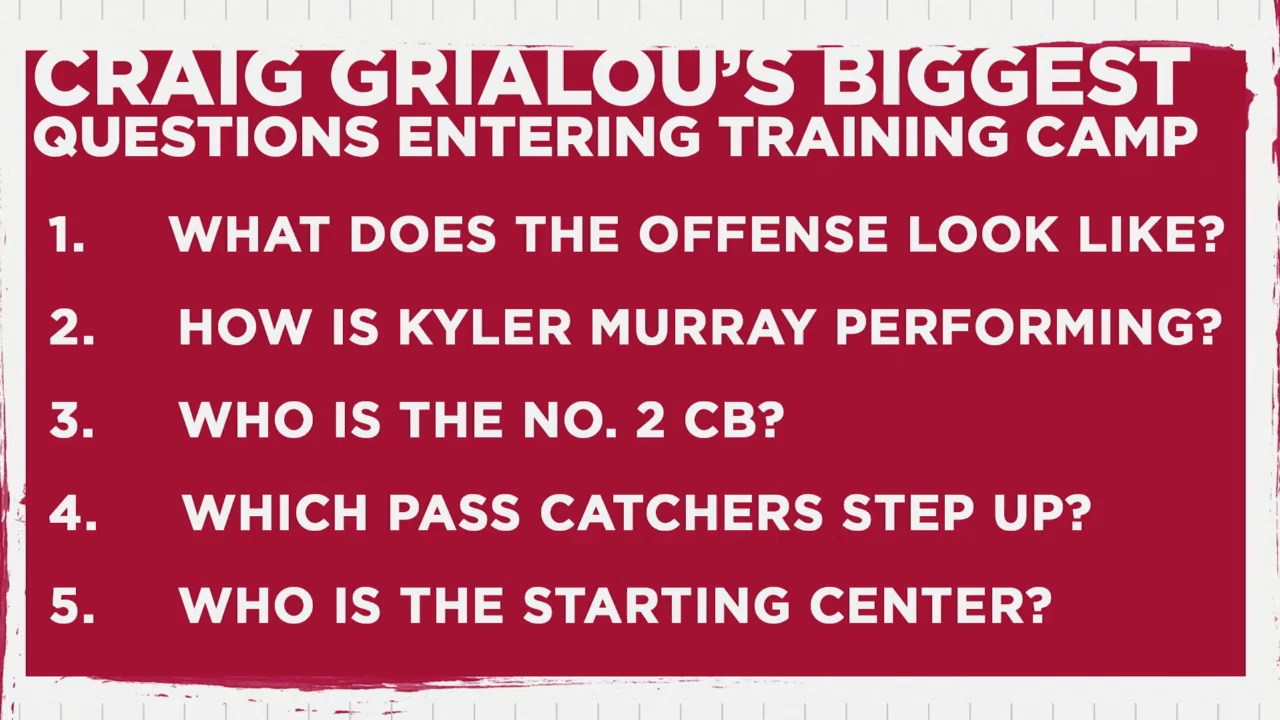 CRAIG GRIALOU'S BIGGEST
QUESTIONS ENTERING TRAINING CAMP
1. WHAT DOES THE OFFENSE LOOK LIKE?
2. HOW IS KYLER MURRAY PERFORMING?
3. WHO IS THE NO. 2 CB?
4. WHICH PASS CATCHERS STEP UP?
5. WHO IS THE STARTING CENTER?